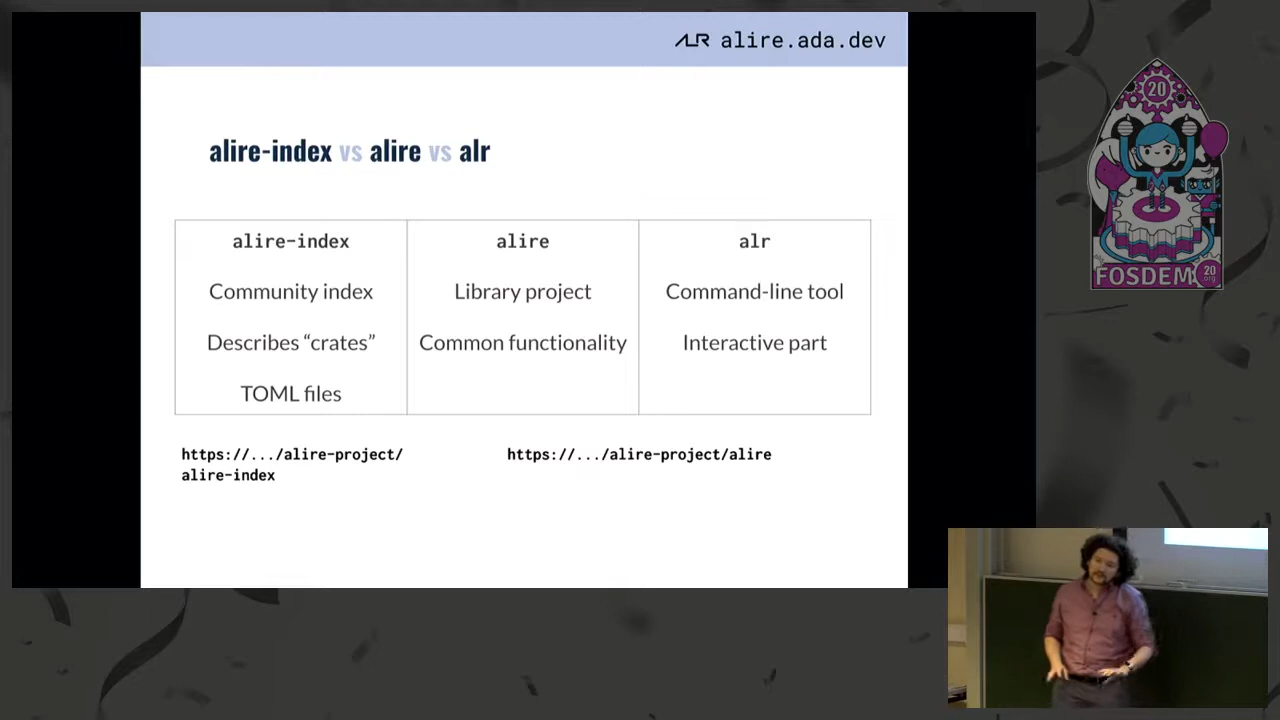 ALR alire.ada.dev
alire-index vs alire vs alr
alire-index alire alr
Community index Library project Command-line tool
Describes “crates” Common functionality Interactive part
TOML files
https://.../alire-project/ https://.../alire-project/alire
alire-index
20
FOSDEM 20
.org